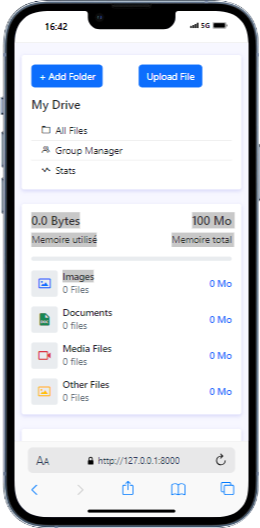 16:42 5G
+ Add Folder Upload File
My Drive
All Files
Group Manager
Stats
0.0 Bytes 100 Mo
Memoire utilisé Memoire total
Images
0 Files 0 Mo
Documents
0 files 0 Mo
Media Files
0 files 0 Mo
Other Files
0 Files 0 Mo
AA http://127.0.0.1:8000